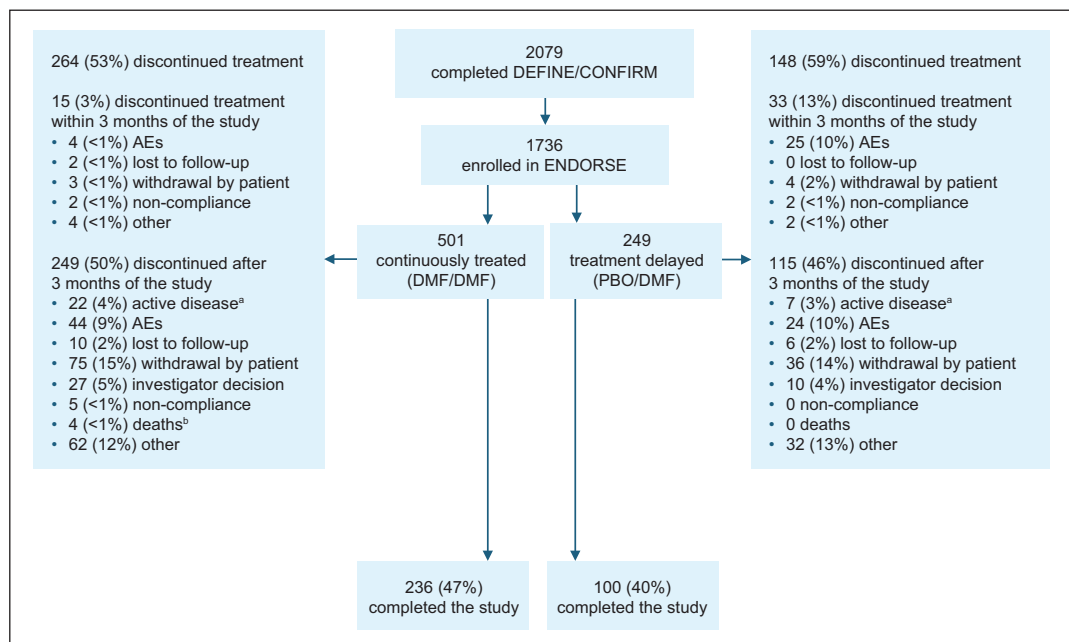 2079
completed DEFINE/CONFIRM
1736
enrolled in ENDORSE
264 (53%) discontinued treatment
15 (3%) discontinued treatment
within 3 months of the study
• 4 (<1%) AEs
• 2 (<1%) lost to follow-up
• 3 (<1%) withdrawal by patient
• 2 (<1%) non-compliance
• 4 (<1%) other
249 (50%) discontinued after
3 months of the study
• 22 (4%) active diseaseᵃ
• 44 (9%) AEs
• 10 (2%) lost to follow-up
• 75 (15%) withdrawal by patient
• 27 (5%) investigator decision
• 5 (<1%) non-compliance
• 4 (<1%) deathsᵇ
• 62 (12%) other
501
continuously treated
(DMF/DMF)
249
treatment delayed
(PBO/DMF)
148 (59%) discontinued treatment
33 (13%) discontinued treatment
within 3 months of the study
• 25 (10%) AEs
• 0 lost to follow-up
• 4 (2%) withdrawal by patient
• 2 (<1%) non-compliance
• 2 (<1%) other
115 (46%) discontinued after
3 months of the study
• 7 (3%) active diseaseᵃ
• 24 (10%) AEs
• 6 (2%) lost to follow-up
• 36 (14%) withdrawal by patient
• 10 (4%) investigator decision
• 0 non-compliance
• 0 deaths
• 32 (13%) other
236 (47%)
completed the study
100 (40%)
completed the study